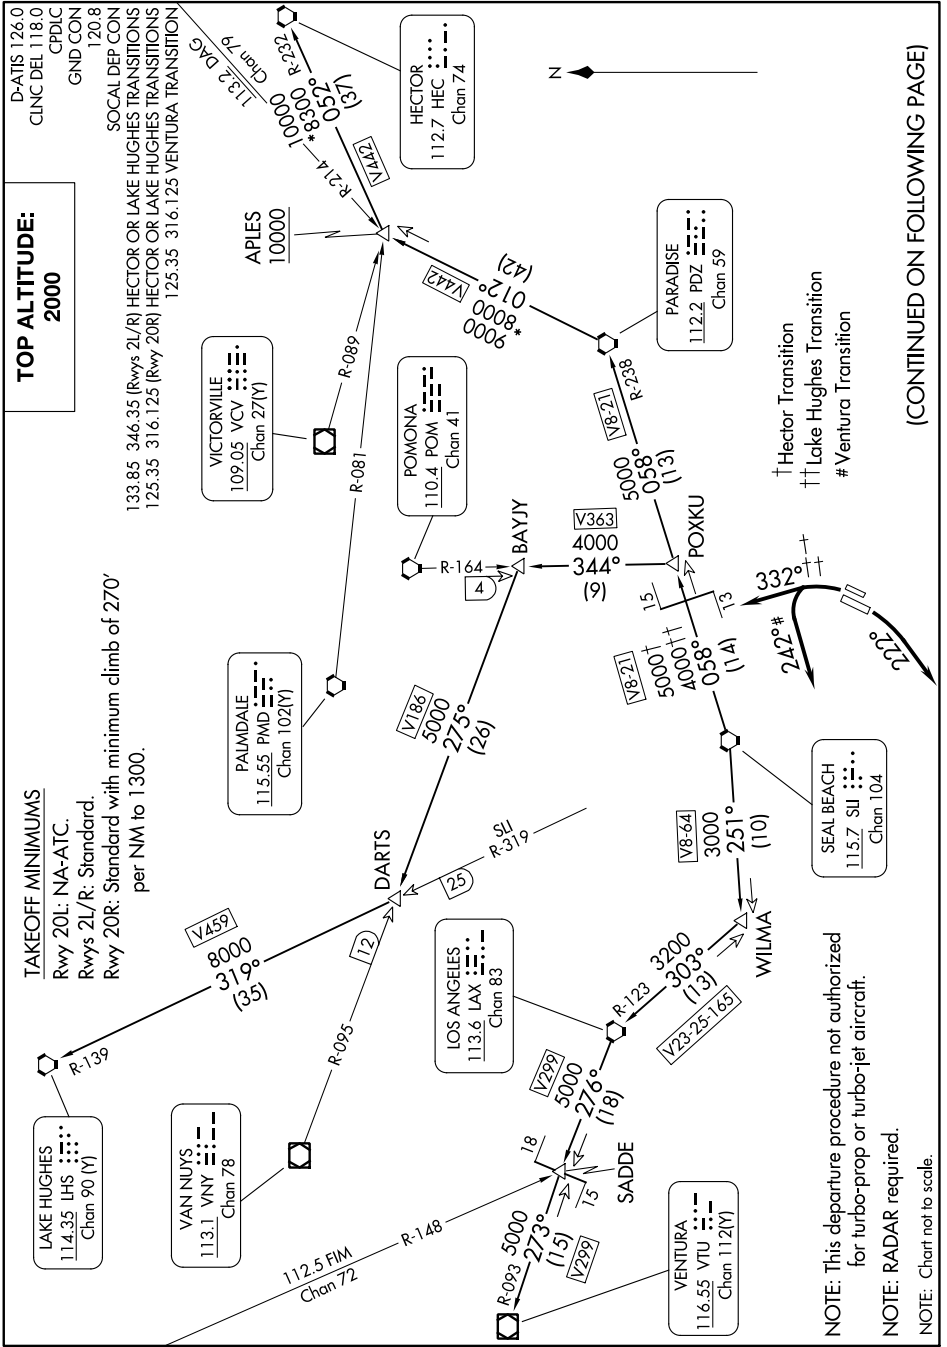 D-ATIS 126.0
CLNC DEL 118.0
CPDLC
GND CON
120.8
SOCAL DEP CON
133.85 346.35 (Rwys 2L/R) HECTOR OR LAKE HUGHES TRANSITIONS
125.35 316.125 (Rwy 20R) HECTOR OR LAKE HUGHES TRANSITIONS
125.35 316.125 VENTURA TRANSITION
TOP ALTITUDE:
2000
TAKEOFF MINIMUMS
Rwy 20L: NA-ATC.
Rwys 2L/R: Standard.
Rwy 20R: Standard with minimum climb of 270'
per NM to 1300.
LAKE HUGHES
114.35 LHS
Chan 90 (Y)
R-139
V459
8000
319°
(35)
VAN NUYS
113.1 VNY
Chan 78
R-095
12
DARTS
25
SLI
R-319
PALMDALE
115.55 PMD
Chan 102(Y)
R-081
VICTORVILLE
109.05 VCV
Chan 27(Y)
R-089
APLES
10000
113.2 DAG
Chan 79
R-214
10000
*8300
052°
(37)
R-232
V442
HECTOR
112.7 HEC
Chan 74
N
V442
9000
*8000
012°
(42)
POMONA
110.4 POM
Chan 41
R-164
4
BAYJY
V186
5000
275°
(26)
V363
4000
344°
(9)
POXKU
V8-21
R-238
5000
058°
(13)
PARADISE
112.2 PDZ
Chan 59
V8-21
5000†
4000††
058°
(14)
15
13
332°
†
††
242°#
222°
SEAL BEACH
115.7 SLI
Chan 104
V8-64
3000
251°
(10)
WILMA
3200
303°
(13)
V23-25-165
R-123
LOS ANGELES
113.6 LAX
Chan 83
V299
5000
276°
(18)
18
15
SADDE
112.5 FIM
Chan 72
R-148
R-093
5000
273°
(15)
V299
VENTURA
116.55 VTU
Chan 112(Y)
† Hector Transition
†† Lake Hughes Transition
# Ventura Transition
NOTE: This departure procedure not authorized
for turbo-prop or turbo-jet aircraft.
NOTE: RADAR required.
NOTE: Chart not to scale.
(CONTINUED ON FOLLOWING PAGE)